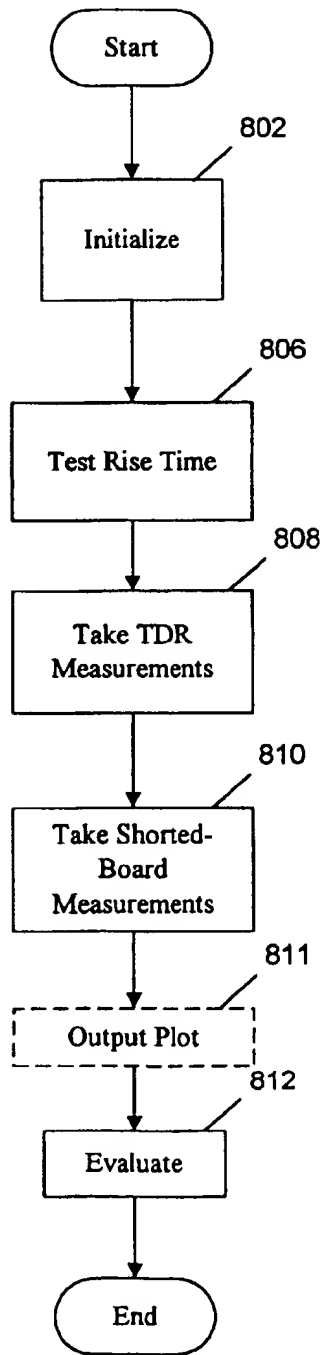 Start
802
Initialize
806
Test Rise Time
808
Take TDR
Measurements
810
Take Shorted-
Board
Measurements
811
Output Plot
812
Evaluate
End